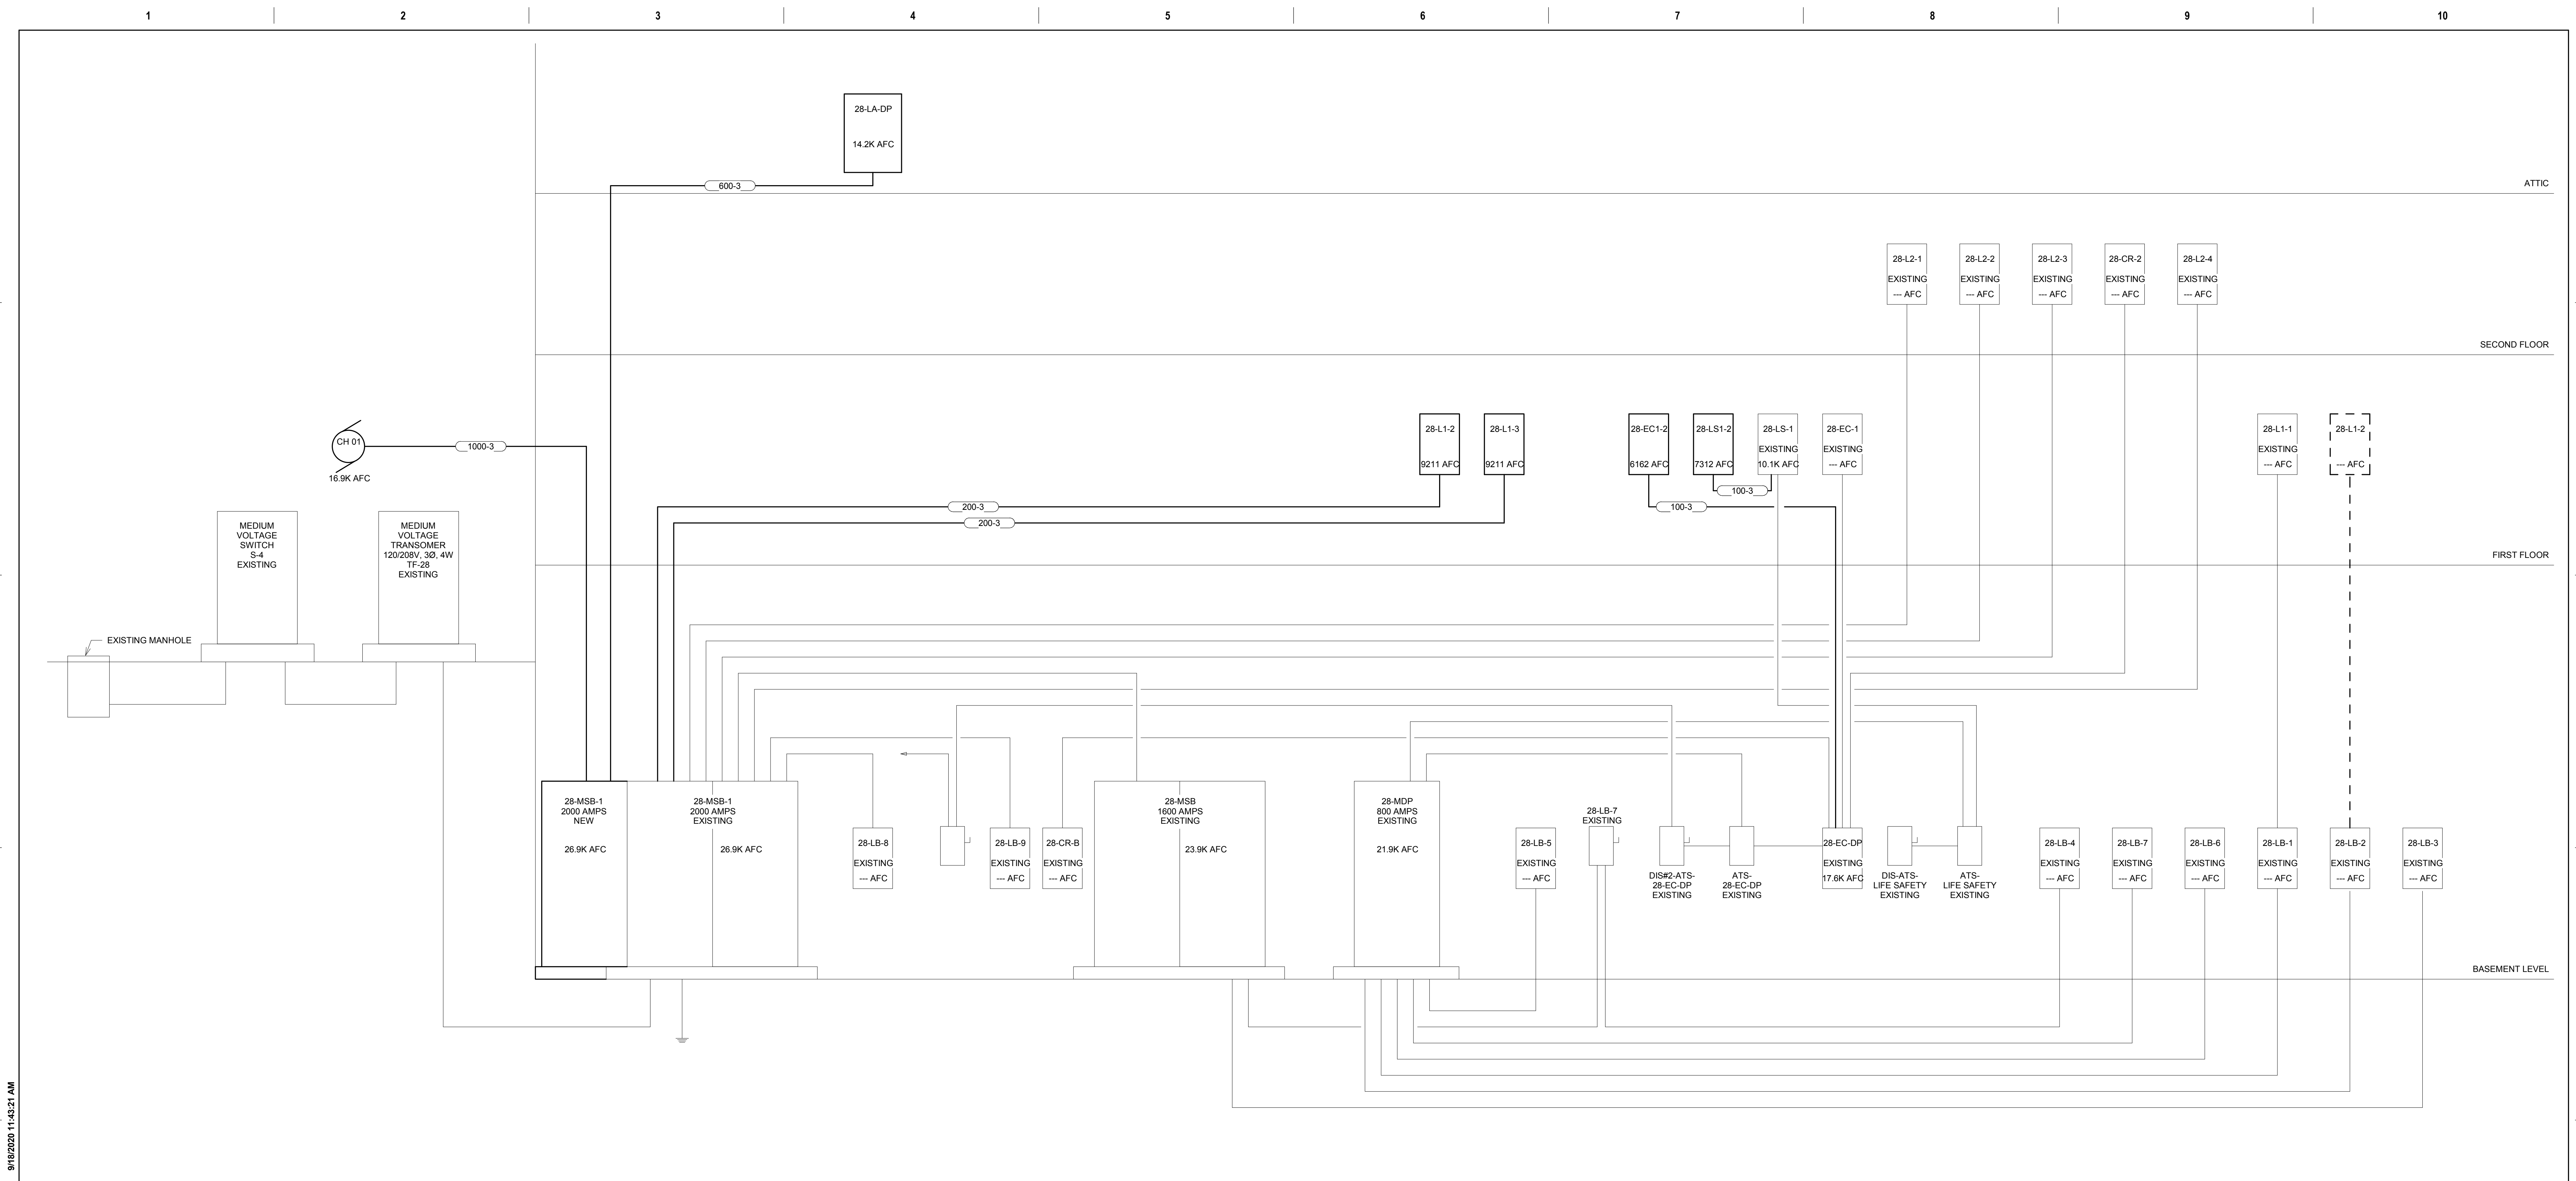 1
2
3
4
5
6
7
8
9
10
28-LA-DP
14.2K AFC
600-3
ATTIC
28-L2-1
EXISTING
--- AFC
28-L2-2
EXISTING
--- AFC
28-L2-3
EXISTING
--- AFC
28-CR-2
EXISTING
--- AFC
28-L2-4
EXISTING
--- AFC
SECOND FLOOR
CH 01
16.9K AFC
1000-3
28-L1-2
9211 AFC
28-L1-3
9211 AFC
28-EC1-2
6162 AFC
28-LS1-2
7312 AFC
28-LS-1
EXISTING
10.1K AFC
28-EC-1
EXISTING
--- AFC
28-L1-1
EXISTING
--- AFC
28-L1-2
--- AFC
100-3
200-3
100-3
200-3
MEDIUM
VOLTAGE
SWITCH
S-4
EXISTING
MEDIUM
VOLTAGE
TRANSOMER
120/208V, 3Ø, 4W
TF-28
EXISTING
FIRST FLOOR
EXISTING MANHOLE
28-MSB-1
2000 AMPS
NEW
26.9K AFC
28-MSB-1
2000 AMPS
EXISTING
26.9K AFC
28-LB-8
EXISTING
--- AFC
28-LB-9
EXISTING
--- AFC
28-CR-B
EXISTING
--- AFC
28-MSB
1600 AMPS
EXISTING
23.9K AFC
28-MDP
800 AMPS
EXISTING
21.9K AFC
28-LB-5
EXISTING
--- AFC
28-LB-7
EXISTING
DIS#2-ATS-
28-EC-DP
EXISTING
ATS-
28-EC-DP
EXISTING
28-EC-DP
EXISTING
17.6K AFC
DIS-ATS-
LIFE SAFETY
EXISTING
ATS-
LIFE SAFETY
EXISTING
28-LB-4
EXISTING
--- AFC
28-LB-7
EXISTING
--- AFC
28-LB-6
EXISTING
--- AFC
28-LB-1
EXISTING
--- AFC
28-LB-2
EXISTING
--- AFC
28-LB-3
EXISTING
--- AFC
BASEMENT LEVEL
9/18/2020 11:43:21 AM